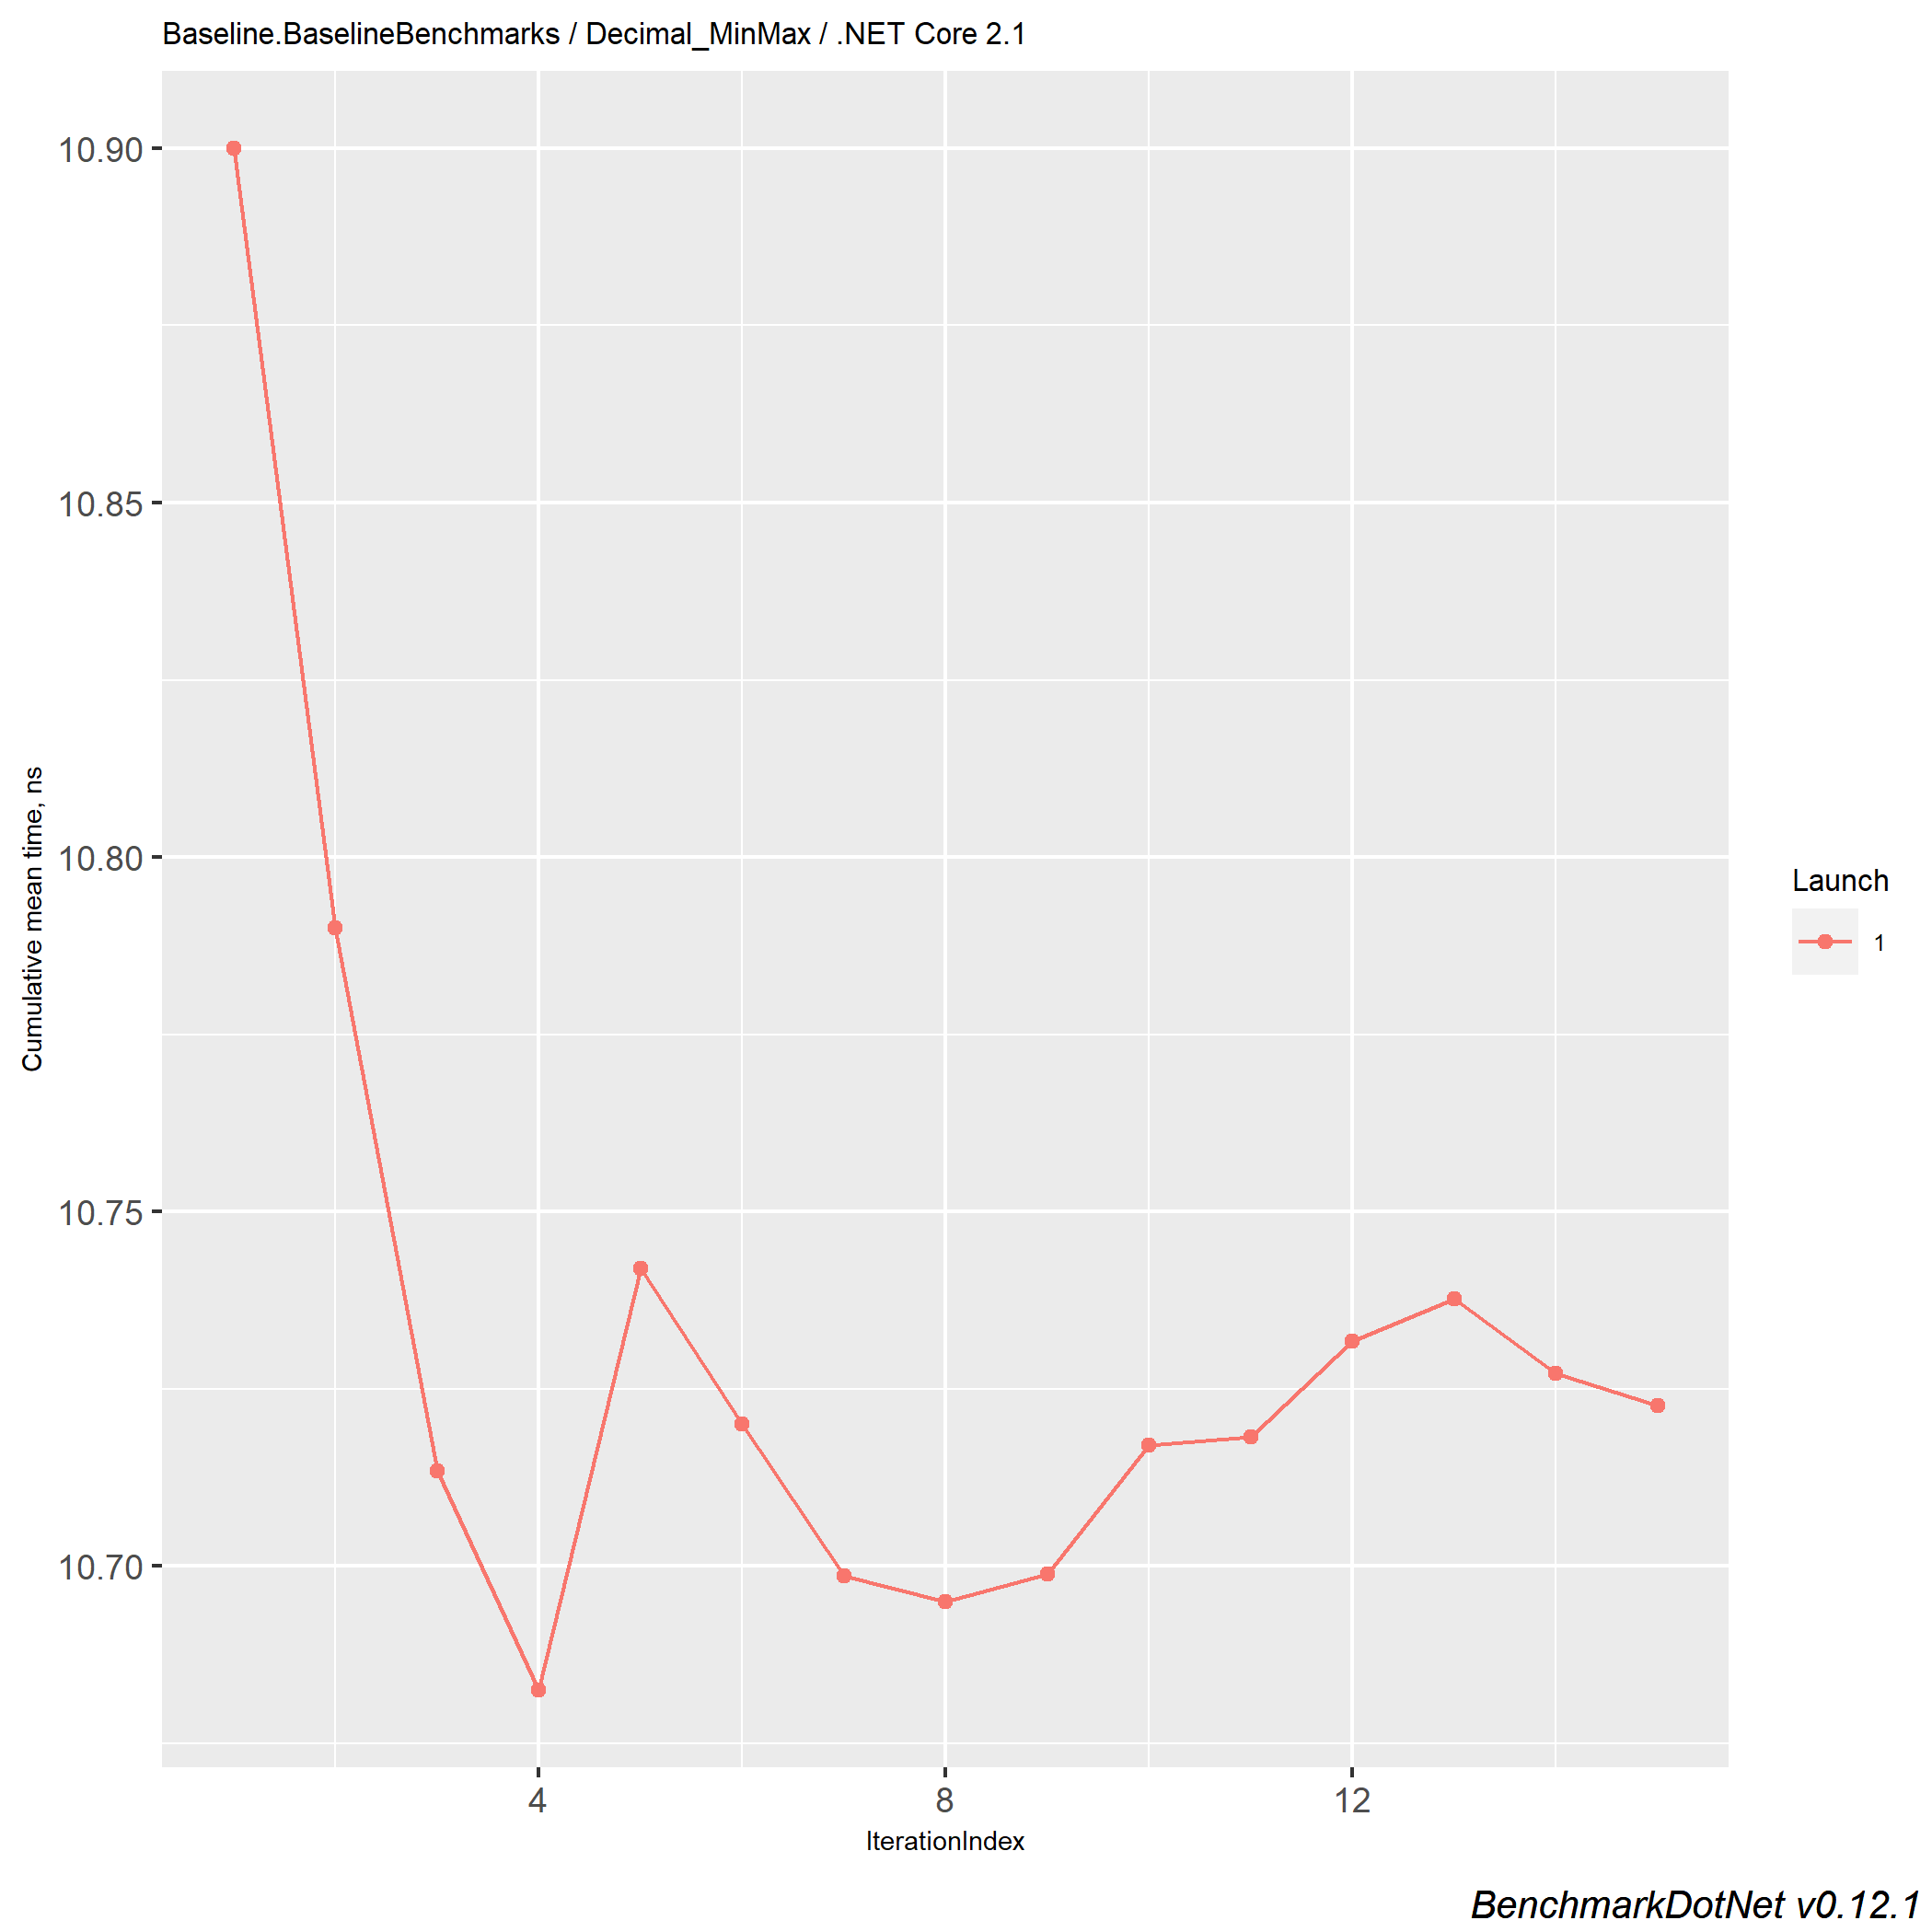 Baseline.BaselineBenchmarks / Decimal_MinMax / .NET Core 2.1
10.90
10.85
10.80
10.75
10.70
Cumulative mean time, ns
4
8
12
IterationIndex
Launch
1
BenchmarkDotNet v0.12.1